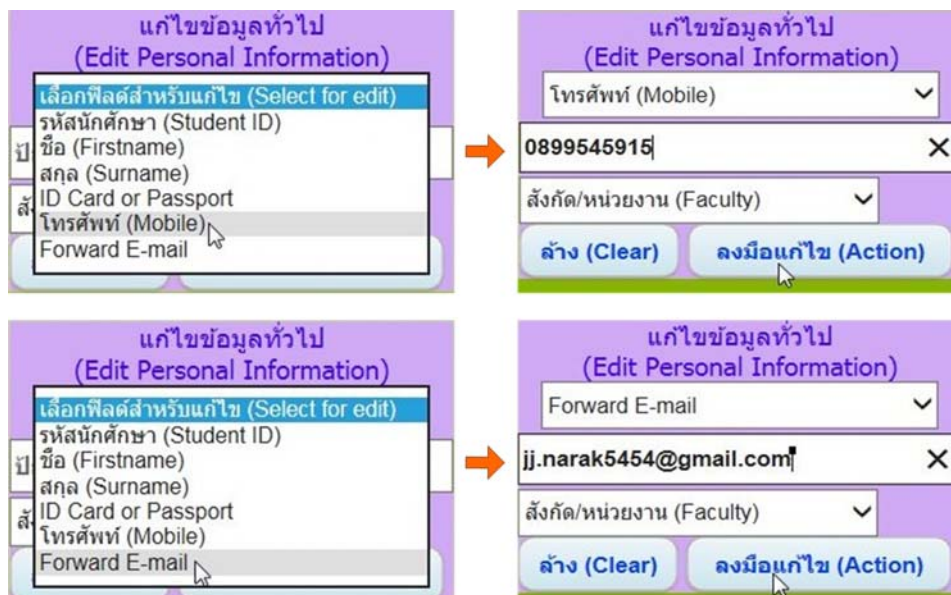 แก้ไขข้อมูลทั่วไป
(Edit Personal Information)
เลือกฟิลด์สำหรับแก้ไข (Select for edit)
รหัสนักศึกษา (Student ID)
ชื่อ (Firstname)
สกุล (Surname)
ID Card or Passport
โทรศัพท์ (Mobile)
Forward E-mail
แก้ไขข้อมูลทั่วไป
(Edit Personal Information)
โทรศัพท์ (Mobile)
0899545915
สังกัด/หน่วยงาน (Faculty)
ล้าง (Clear) ลงมือแก้ไข (Action)
แก้ไขข้อมูลทั่วไป
(Edit Personal Information)
เลือกฟิลด์สำหรับแก้ไข (Select for edit)
รหัสนักศึกษา (Student ID)
ชื่อ (Firstname)
สกุล (Surname)
ID Card or Passport
โทรศัพท์ (Mobile)
Forward E-mail
แก้ไขข้อมูลทั่วไป
(Edit Personal Information)
Forward E-mail
jj.narak5454@gmail.com
สังกัด/หน่วยงาน (Faculty)
ล้าง (Clear) ลงมือแก้ไข (Action)